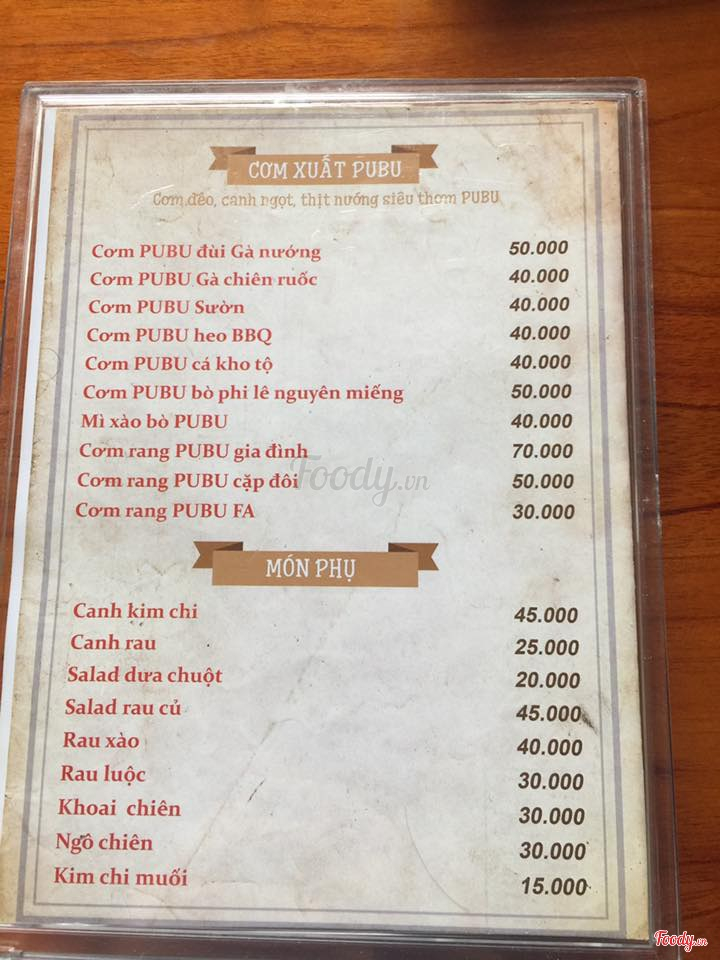 CƠM XUẤT PUBU
Cơm dẻo, canh ngọt, thịt nướng siêu thơm PUBU
Cơm PUBU đùi Gà nướng 50.000
Cơm PUBU Gà chiên ruốc 40.000
Cơm PUBU Sườn 40.000
Cơm PUBU heo BBQ 40.000
Cơm PUBU cá kho tộ 40.000
Cơm PUBU bò phi lê nguyên miếng 50.000
Mì xào bò PUBU 40.000
Cơm rang PUBU gia đình 70.000
Cơm rang PUBU cặp đôi 50.000
Foody.vn
Cơm rang PUBU FA 30.000
MÓN PHỤ
Canh kim chi 45.000
Canh rau 25.000
Salad dưa chuột 20.000
Salad rau củ 45.000
Rau xào 40.000
Rau luộc 30.000
Khoai chiên 30.000
Ngô chiên 30.000
Kim chi muối 15.000
Foody.vn